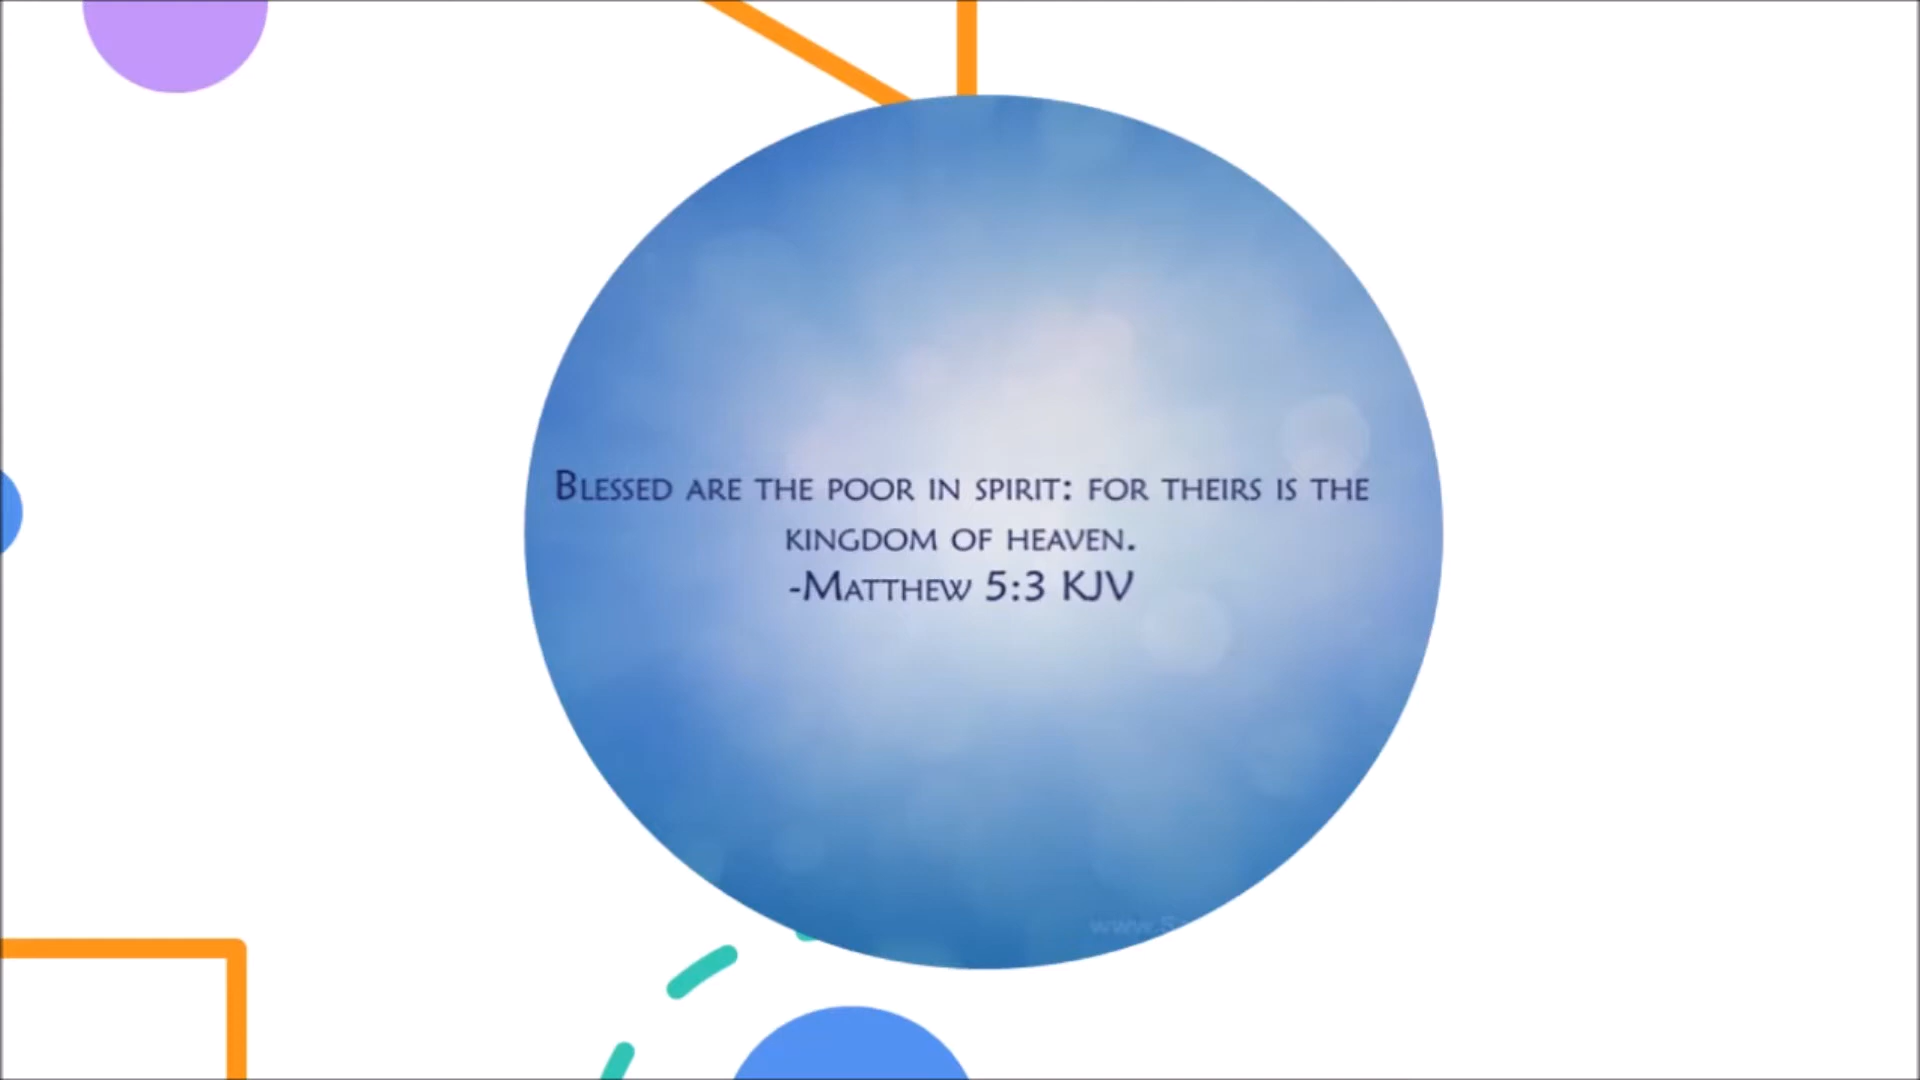 Blessed are the poor in spirit: for theirs is the
kingdom of heaven.
-Matthew 5:3 KJV